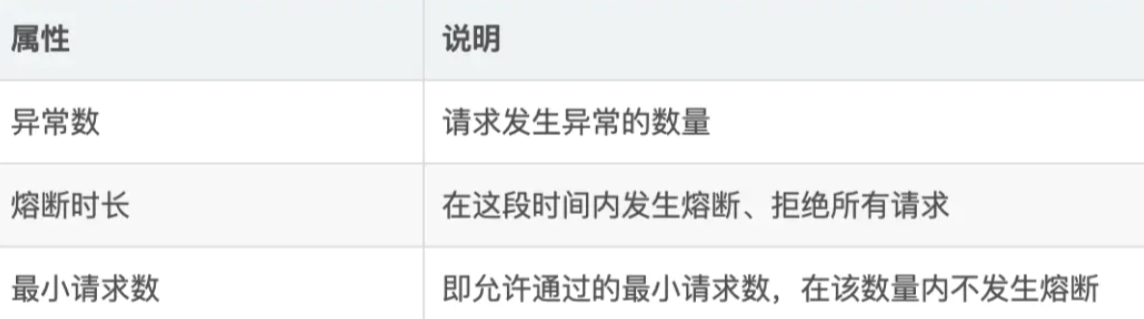 属性 说明
异常数 请求发生异常的数量
熔断时长 在这段时间内发生熔断、拒绝所有请求
最小请求数 即允许通过的最小请求数，在该数量内不发生熔断